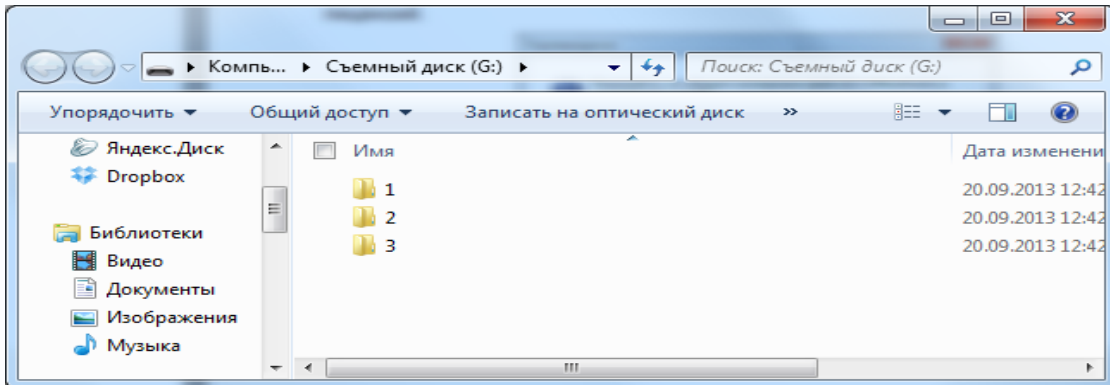 Компь... Съемный диск (G:) Поиск: Съемный диск (G:)
Упорядочить Общий доступ Записать на оптический диск »
Яндекс.Диск
Dropbox
Библиотеки
Видео
Документы
Изображения
Музыка
Имя Дата изменени
1 20.09.2013 12:42
2 20.09.2013 12:42
3 20.09.2013 12:42